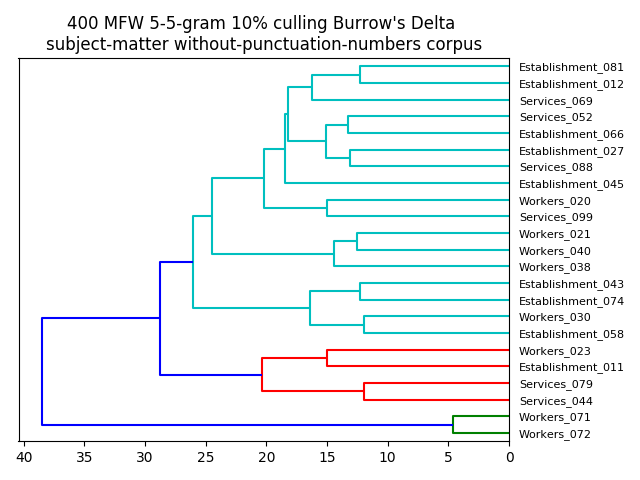 400 MFW 5-5-gram 10% culling Burrow's Delta
subject-matter without-punctuation-numbers corpus
Establishment_081
Establishment_012
Services_069
Services_052
Establishment_066
Establishment_027
Services_088
Establishment_045
Workers_020
Services_099
Workers_021
Workers_040
Workers_038
Establishment_043
Establishment_074
Workers_030
Establishment_058
Workers_023
Establishment_011
Services_079
Services_044
Workers_071
Workers_072
40 35 30 25 20 15 10 5 0